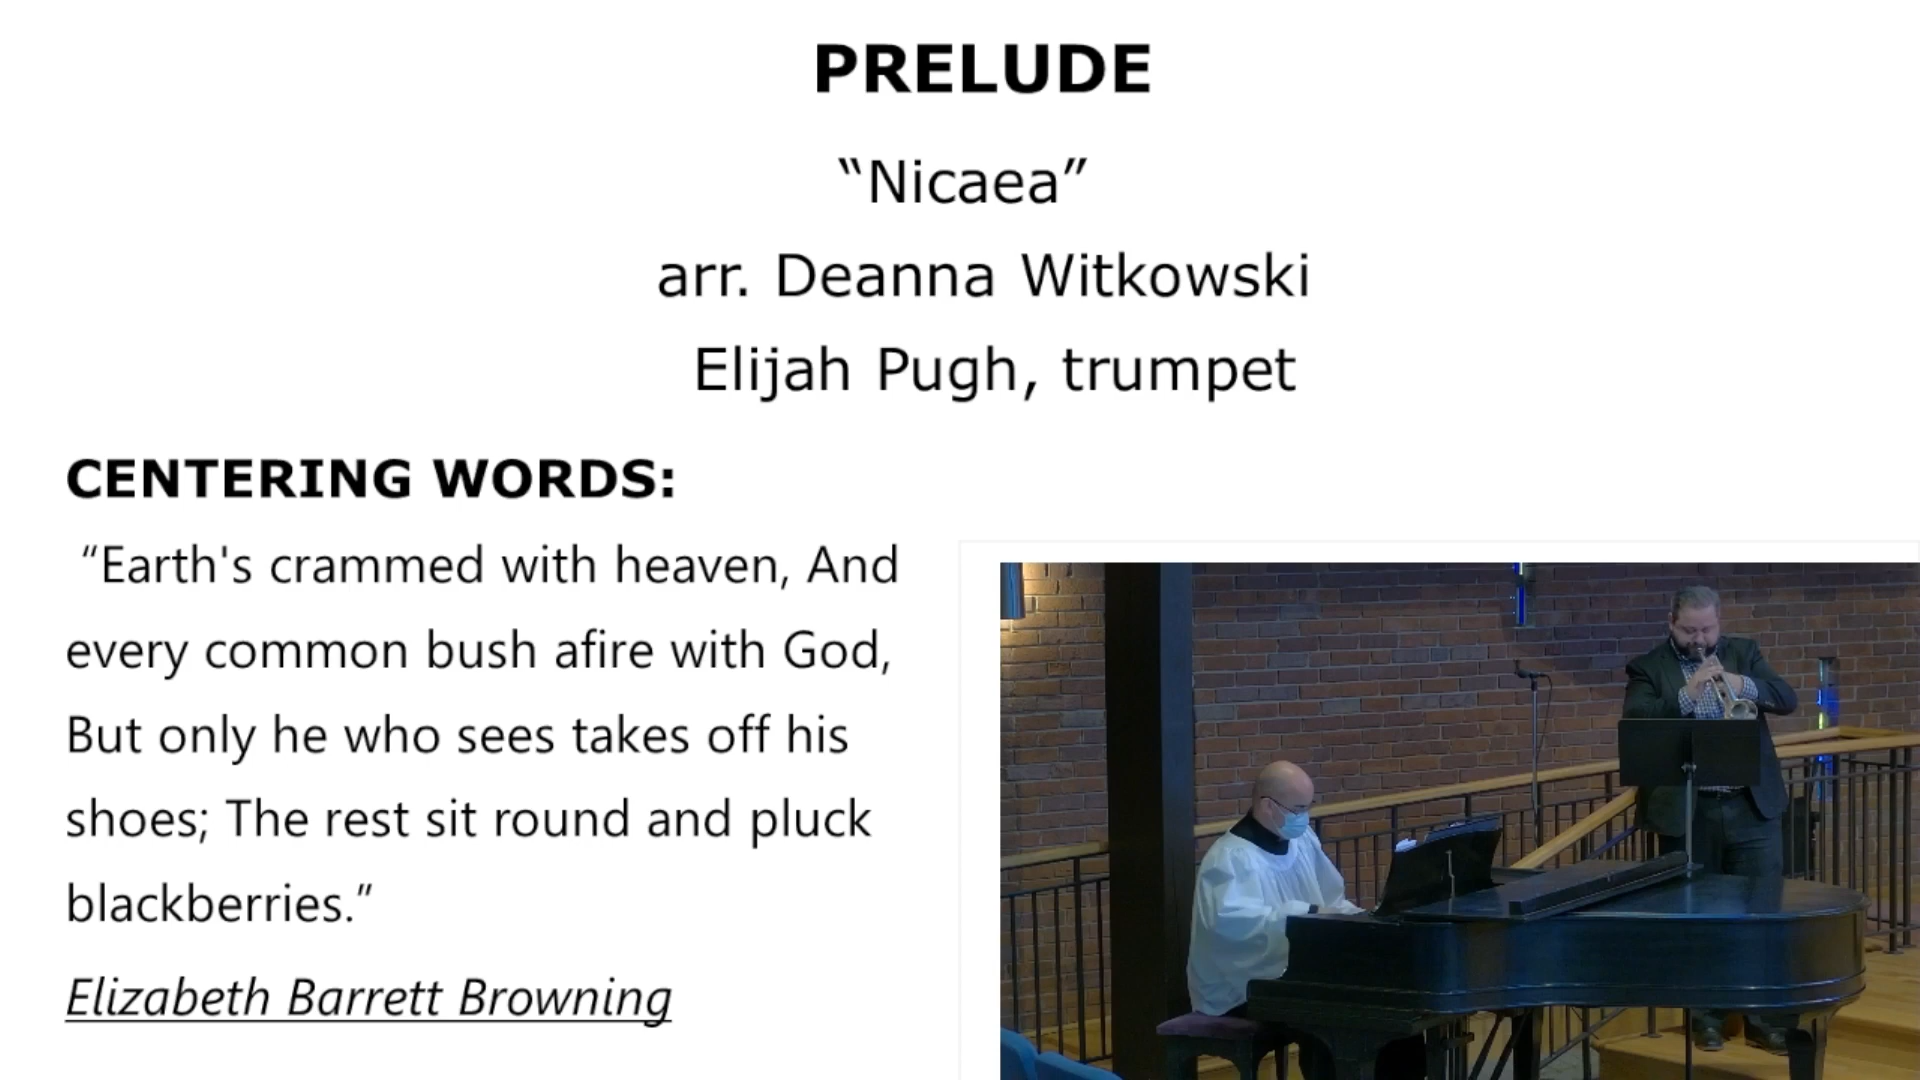 PRELUDE
“Nicaea”
arr. Deanna Witkowski
Elijah Pugh, trumpet
CENTERING WORDS:
“Earth's crammed with heaven, And
every common bush afire with God,
But only he who sees takes off his
shoes; The rest sit round and pluck
blackberries.”
Elizabeth Barrett Browning